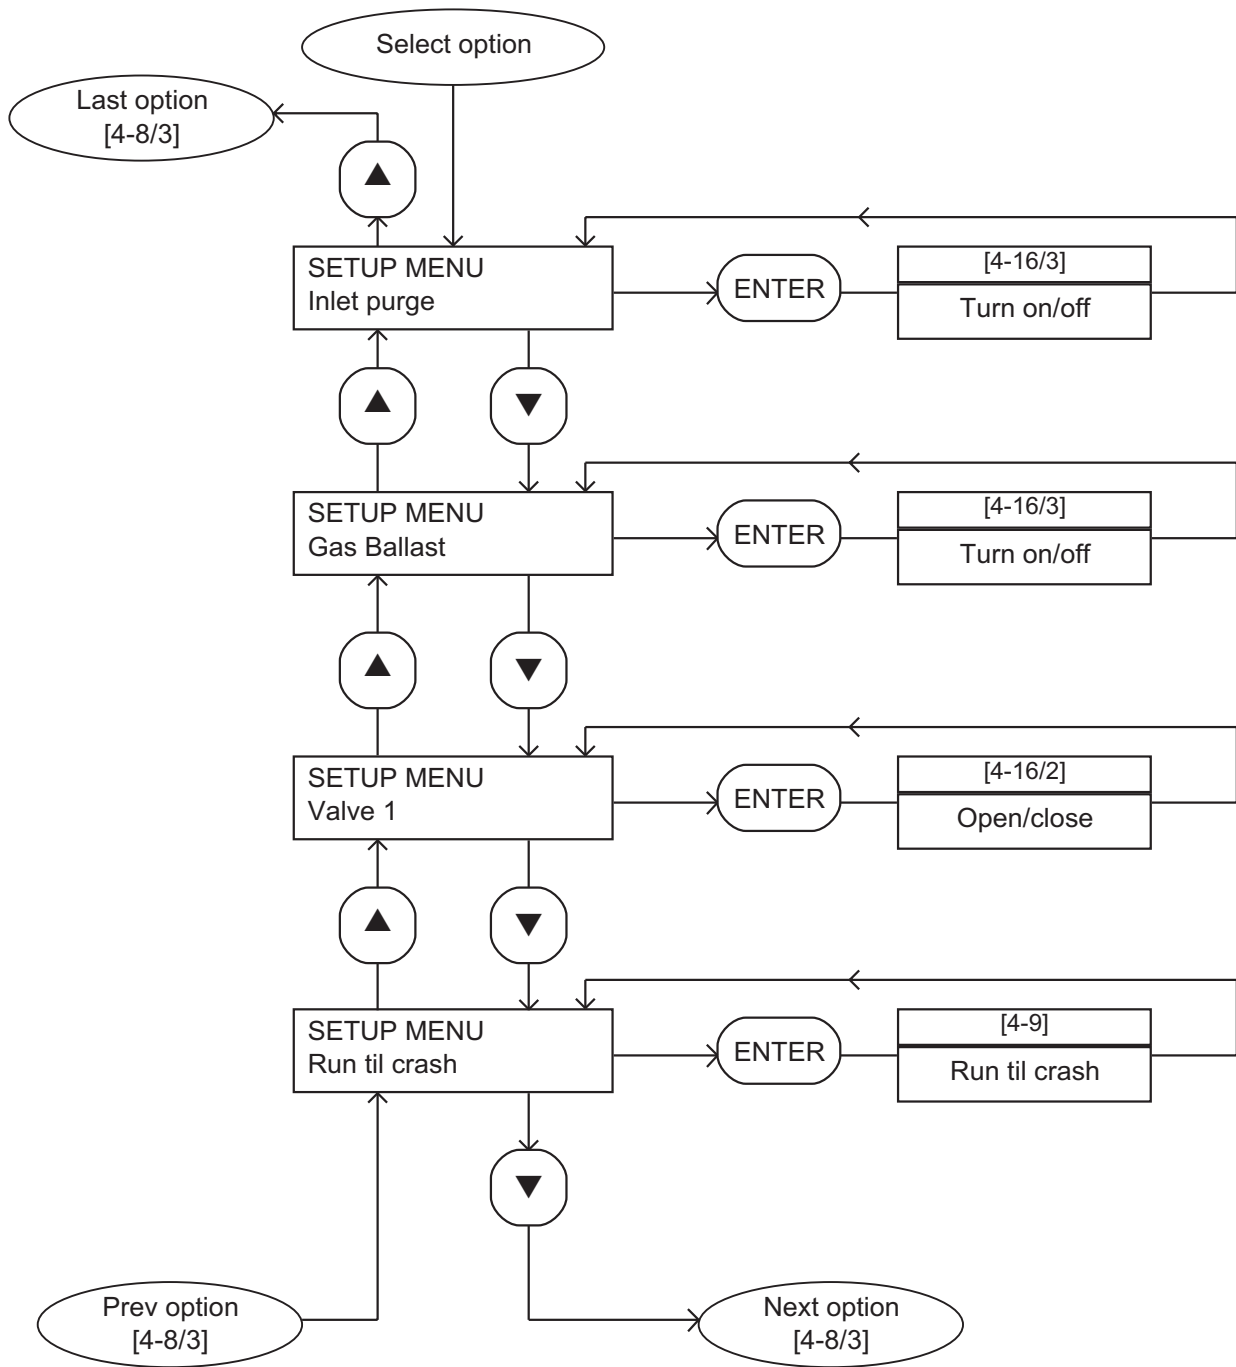 Select option
Last option
[4-8/3]
SETUP MENU
Inlet purge
ENTER
[4-16/3]
Turn on/off
SETUP MENU
Gas Ballast
ENTER
[4-16/3]
Turn on/off
SETUP MENU
Valve 1
ENTER
[4-16/2]
Open/close
SETUP MENU
Run til crash
ENTER
[4-9]
Run til crash
Prev option
[4-8/3]
Next option
[4-8/3]